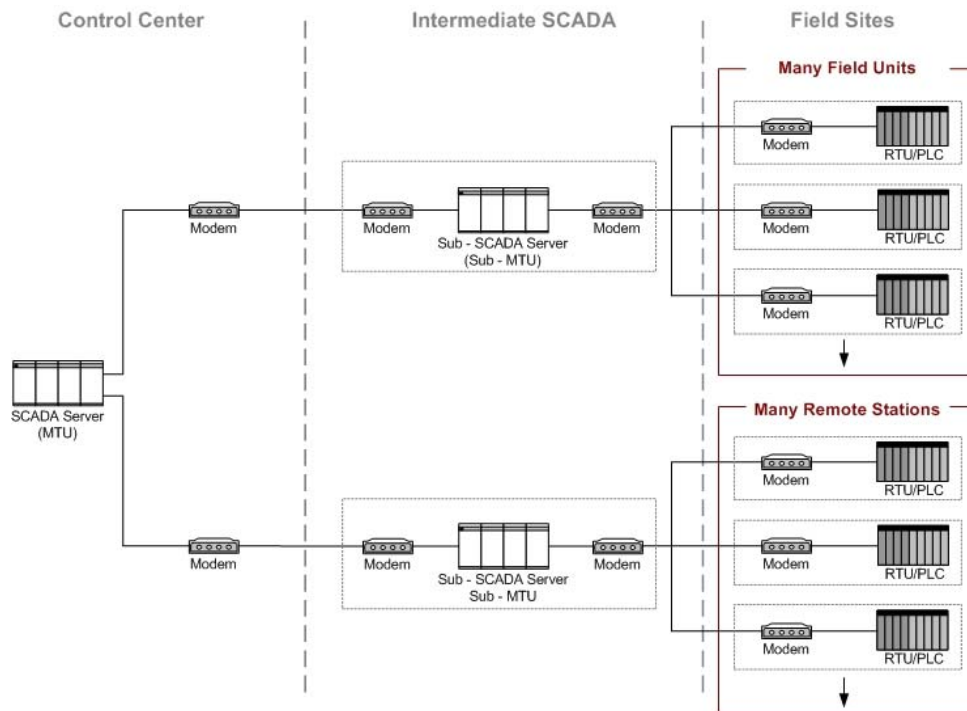 Control Center
Intermediate SCADA
Field Sites
Many Field Units
Modem
RTU/PLC
Modem
Modem
Sub - SCADA Server
(Sub - MTU)
Modem
Modem
RTU/PLC
Modem
RTU/PLC
SCADA Server
(MTU)
Many Remote Stations
Modem
RTU/PLC
Modem
Modem
Sub - SCADA Server
Sub - MTU
Modem
Modem
RTU/PLC
Modem
RTU/PLC